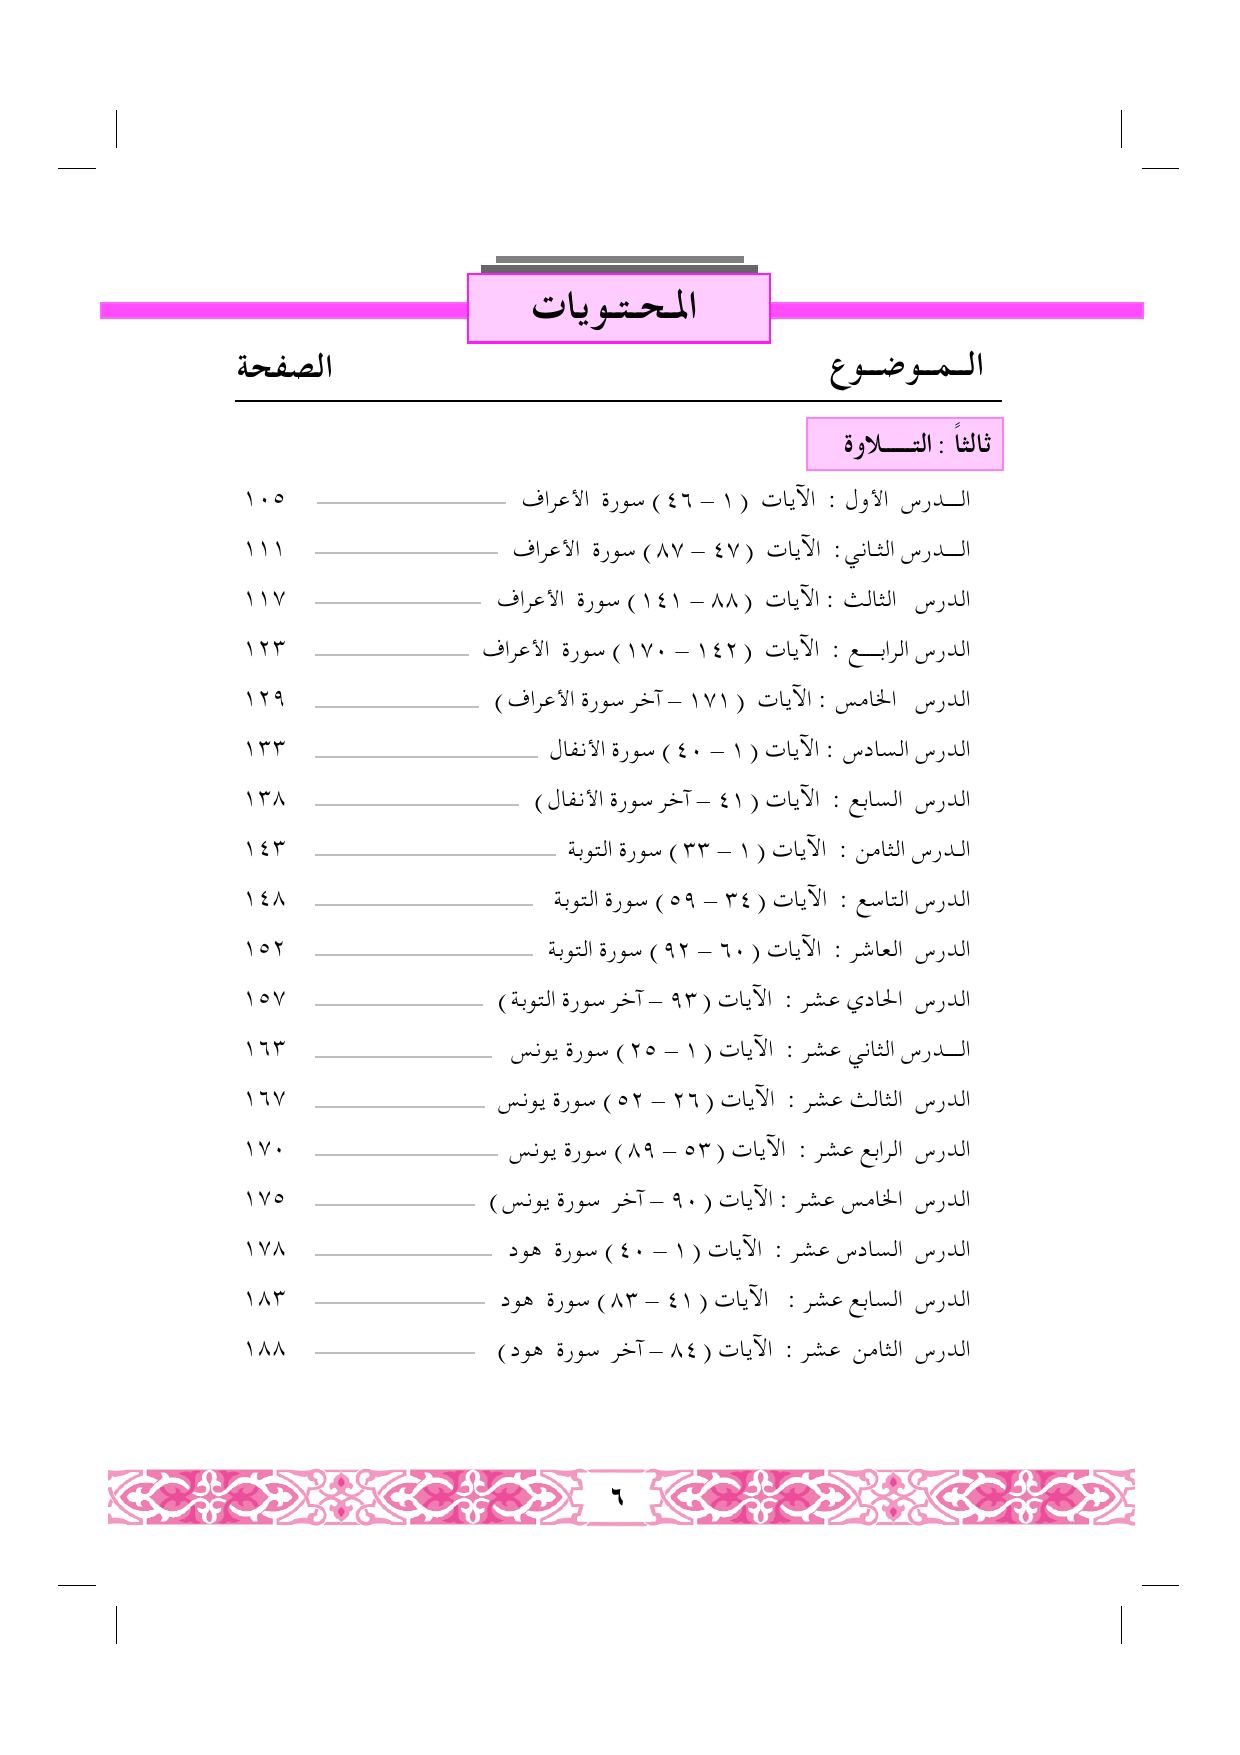 المحتويات
الموضوع الصفحة
ثالثاً : التلاوة
الدرس الأول : الآيات ( ١ – ٤٦ ) سورة الأعراف ١٠٥
الدرس الثاني : الآيات ( ٤٧ – ٨٧ ) سورة الأعراف ١١١
الدرس الثالث : الآيات ( ٨٨ – ١٤١ ) سورة الأعراف ١١٧
الدرس الرابع : الآيات ( ١٤٢ – ١٧٠ ) سورة الأعراف ١٢٣
الدرس الخامس : الآيات ( ١٧١ – آخر سورة الأعراف ) ١٢٩
الدرس السادس : الآيات ( ١ – ٤٠ ) سورة الأنفال ١٣٣
الدرس السابع : الآيات ( ٤١ – آخر سورة الأنفال ) ١٣٨
الدرس الثامن : الآيات ( ١ – ٣٣ ) سورة التوبة ١٤٣
الدرس التاسع : الآيات ( ٣٤ – ٥٩ ) سورة التوبة ١٤٨
الدرس العاشر : الآيات ( ٦٠ – ٩٢ ) سورة التوبة ١٥٢
الدرس الحادي عشر : الآيات ( ٩٣ – آخر سورة التوبة ) ١٥٧
الدرس الثاني عشر : الآيات ( ١ – ٢٥ ) سورة يونس ١٦٣
الدرس الثالث عشر : الآيات ( ٢٦ – ٥٢ ) سورة يونس ١٦٧
الدرس الرابع عشر : الآيات ( ٥٣ – ٨٩ ) سورة يونس ١٧٠
الدرس الخامس عشر : الآيات ( ٩٠ – آخر سورة يونس ) ١٧٥
الدرس السادس عشر : الآيات ( ١ – ٤٠ ) سورة هود ١٧٨
الدرس السابع عشر : الآيات ( ٤١ – ٨٣ ) سورة هود ١٨٣
الدرس الثامن عشر : الآيات ( ٨٤ – آخر سورة هود ) ١٨٨
٦